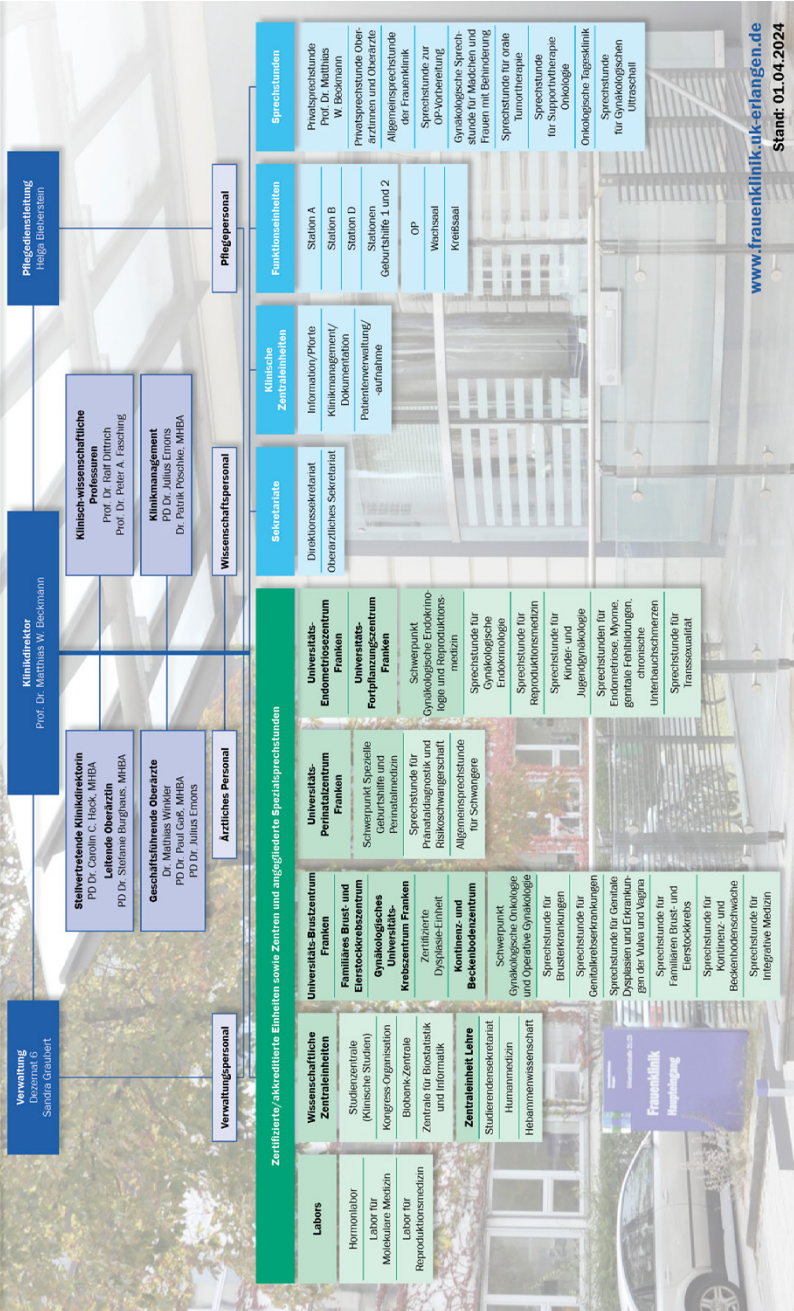 Verwaltung
Dezernat 6
Sandra Graubert
Klinikdirektor
Prof. Dr. Matthias W. Beckmann
Pflegedienstleitung
Helga Bieberstein
Stellvertretende Klinikdirektorin
PD Dr. Carolin C. Hack, MHBA
Leitende Oberärztin
PD Dr. Stefanie Burghaus, MHBA
Klinisch-wissenschaftliche
Professuren
Prof. Dr. Ralf Dittrich
Prof. Dr. Peter A. Fasching
Geschäftsführende Oberärzte
Dr. Mathias Winkler
PD Dr. Paul Gaß, MHBA
PD Dr. Julius Emons
Klinikmanagement
PD Dr. Julius Emons
Dr. Patrik Pöschke, MHBA
Verwaltungspersonal
Ärztliches Personal
Wissenschaftspersonal
Pflegepersonal
Zertifizierte/akkreditierte Einheiten sowie Zentren und angegliederte Spezialsprechstunden
Labors
Hormonlabor
Labor für
Molekulare Medizin
Labor für
Reproduktionsmedizin
Wissenschaftliche
Zentraleinheiten
Studienzentrale
(Klinische Studien)
Kongress-Organisation
Biobank-Zentrale
Zentrale für Biostatistik
und Informatik
Zentraleinheit Lehre
Studierendensekretariat
Humanmedizin
Hebammenwissenschaft
Universitäts-Brustzentrum
Franken
Familiäres Brust- und
Eierstockkrebszentrum
Gynäkologisches
Universitäts-
Krebszentrum Franken
Zertifizierte
Dysplasie-Einheit
Kontinenz- und
Beckenbodenzentrum
Schwerpunkt
Gynäkologische Onkologie
und Operative Gynäkologie
Sprechstunde für
Brusterkrankungen
Sprechstunde für
Genitalkrebserkrankungen
Sprechstunde für Genitale
Dysplasien und Erkrankun-
gen der Vulva und Vagina
Sprechstunde für
Familiären Brust- und
Eierstockkrebs
Sprechstunde für
Kontinenz- und
Beckenbodenschwäche
Sprechstunde für
Integrative Medizin
Universitäts-
Perinatalzentrum
Franken
Schwerpunkt Spezielle
Geburtshilfe und
Perinatalmedizin
Sprechstunde für
Pränataldiagnostik und
Risikoschwangerschaft
Allgemeinsprechstunde
für Schwangere
Universitäts-
Endometriosezentrum
Franken
Universitäts-
Fortpflanzungszentrum
Franken
Schwerpunkt
Gynäkologische Endokrino-
logie und Reproduktions-
medizin
Sprechstunde für
Gynäkologische
Endokrinologie
Sprechstunde für
Reproduktionsmedizin
Sprechstunde für
Kinder- und
Jugendgynäkologie
Sprechstunden für
Endometriose, Myome,
genitale Fehlbildungen,
chronische
Unterbauchschmerzen
Sprechstunde für
Transsexualität
Sekretariate
Direktionssekretariat
Oberärztliches Sekretariat
Klinische
Zentraleinheiten
Information/Pforte
Klinikmanagement/
Dokumentation
Patientenverwaltung/
-aufnahme
Funktionseinheiten
Station A
Station B
Station D
Stationen
Geburtshilfe 1 und 2
OP
Wachsaal
Kreißsaal
Sprechstunden
Privatsprechstunde
Prof. Dr. Matthias
W. Beckmann
Privatsprechstunde Ober-
ärztinnen und Oberärzte
Allgemeinsprechstunde
der Frauenklinik
Sprechstunde zur
OP-Vorbereitung
Gynäkologische Sprech-
stunde für Mädchen und
Frauen mit Behinderung
Sprechstunde für orale
Tumortherapie
Sprechstunde
für Supportivtherapie
Onkologie
Onkologische Tagesklinik
Sprechstunde
für Gynäkologischen
Ultraschall
Frauenklinik
Haupteingang
www.frauenklinik.uk-erlangen.de
Stand: 01.04.2024